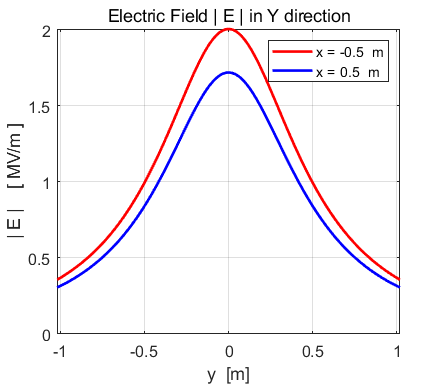 Electric Field | E | in Y direction
x = -0.5 m
x = 0.5 m
2
1.5
1
0.5
0
| E | [ MV/m ]
-1
-0.5
0
0.5
1
y [m]